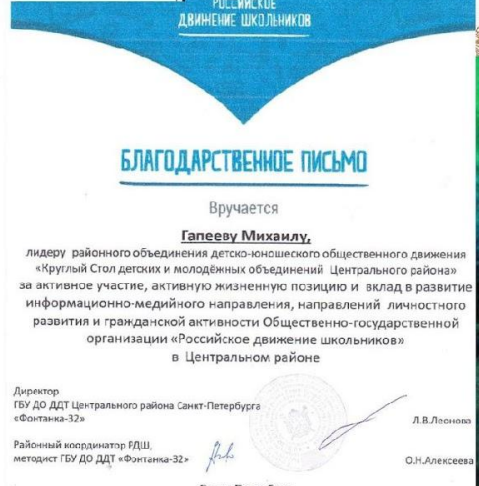 РОССИЙСКОЕ
ДВИЖЕНИЕ ШКОЛЬНИКОВ
БЛАГОДАРСТВЕННОЕ ПИСЬМО
Вручается
Гапееву Михаилу,
лидеру районного объединения детско-юношеского общественного движения
«Круглый Стол детских и молодёжных объединений Центрального района»
за активное участие, активную жизненную позицию и вклад в развитие
информационно-медийного направления, направлений личностного
развития и гражданской активности Общественно-государственной
организации «Российское движение школьников»
в Центральном районе
Директор
ГБУ ДО ДДТ Центрального района Санкт-Петербурга
«Фонтанка-32»
Л.В.Леонова
Районный координатор РДШ,
методист ГБУ ДО ДДТ «Фонтанка-32»
О.Н.Алексеева